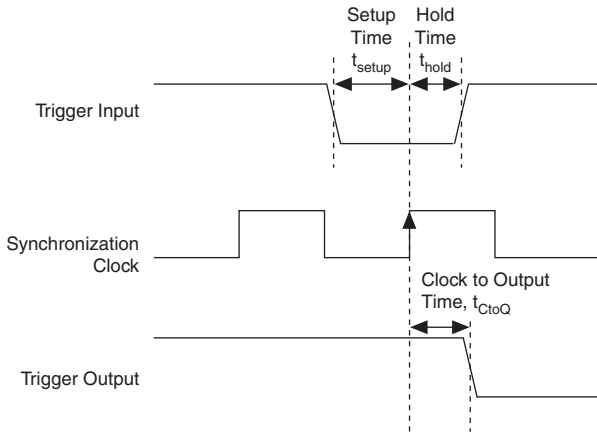 Setup
Time
t_setup
Hold
Time
t_hold
Trigger Input
Synchronization
Clock
Clock to Output
Time, t_CtoQ
Trigger Output